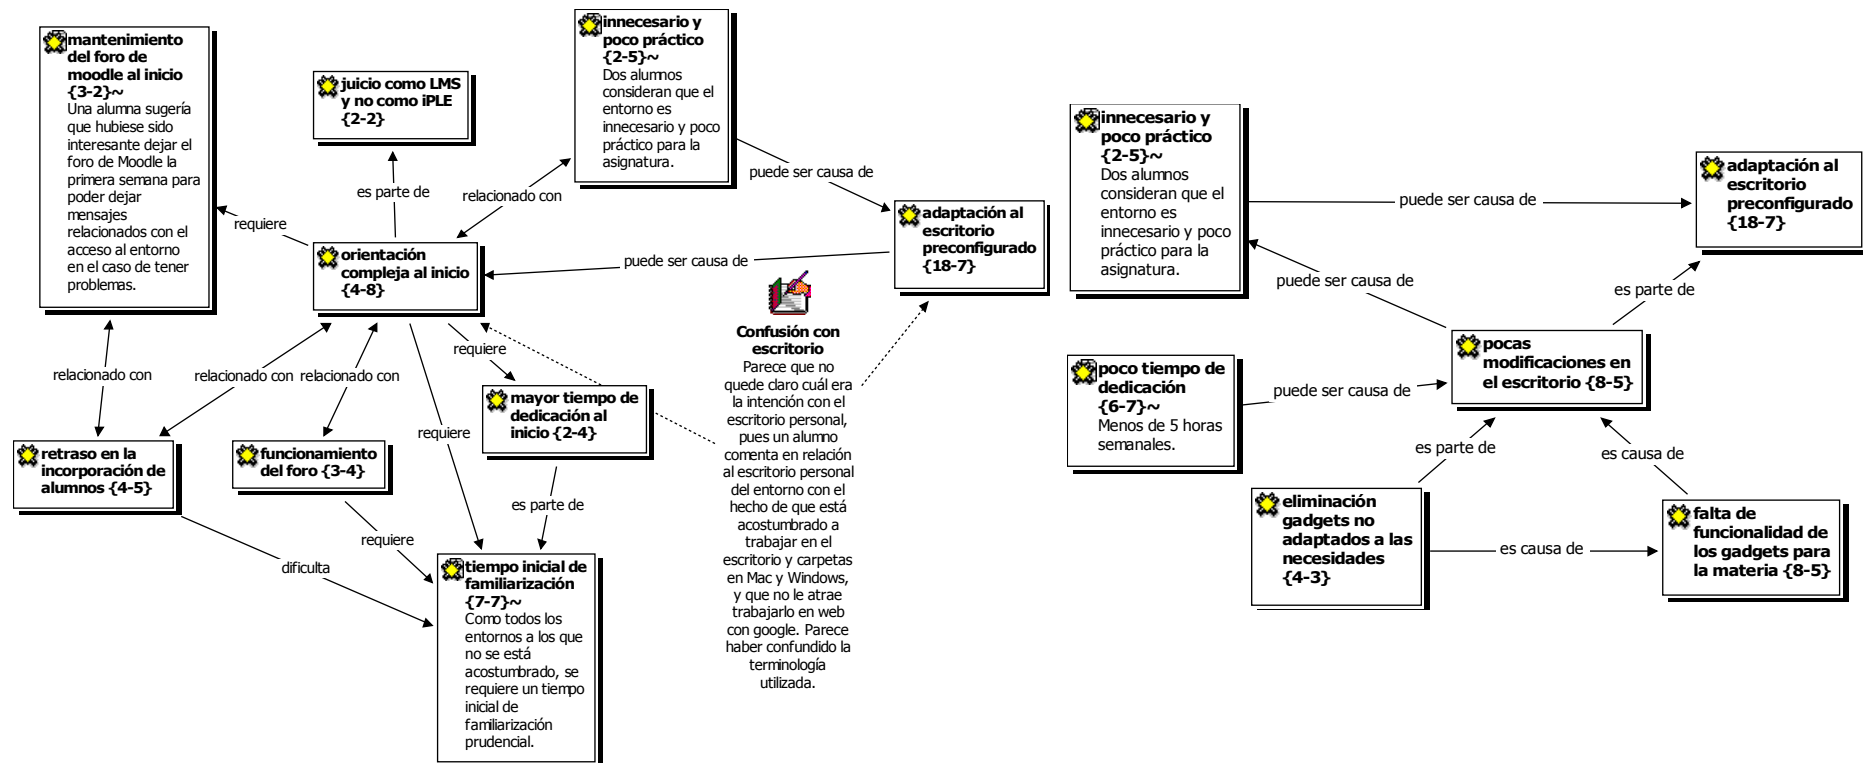 mantenimiento
del foro de
moodle al inicio
{3-2}~
Una alumna sugería
que hubiese sido
interesante dejar el
foro de Moodle la
primera semana para
poder dejar
mensajes
relacionados con el
acceso al entorno
en el caso de tener
problemas.
juicio como LMS
y no como iPLE
{2-2}
innecesario y
poco práctico
{2-5}~
Dos alumnos
consideran que el
entorno es
innecesario y poco
práctico para la
asignatura.
es parte de
relacionado con
puede ser causa de
requiere
orientación
compleja al inicio
{4-8}
puede ser causa de
adaptación al
escritorio
preconfigurado
{18-7}
relacionado con
relacionado con
relacionado con
requiere
requiere
mayor tiempo de
dedicación al
inicio {2-4}
retraso en la
incorporación de
alumnos {4-5}
funcionamiento
del foro {3-4}
es parte de
requiere
dificulta
tiempo inicial de
familiarización
{7-7}~
Como todos los
entornos a los que
no se está
acostumbrado, se
requiere un tiempo
inicial de
familiarización
prudencial.
Confusión con
escritorio
Parece que no
quede claro cuál era
la intención con el
escritorio personal,
pues un alumno
comenta en relación
al escritorio personal
del entorno con el
hecho de que está
acostumbrado a
trabajar en el
escritorio y carpetas
en Mac y Windows,
y que no le atrae
trabajarlo en web
con google. Parece
haber confundido la
terminología
utilizada.
innecesario y
poco práctico
{2-5}~
Dos alumnos
consideran que el
entorno es
innecesario y poco
práctico para la
asignatura.
puede ser causa de
adaptación al
escritorio
preconfigurado
{18-7}
puede ser causa de
es parte de
pocas
modificaciones en
el escritorio {8-5}
poco tiempo de
dedicación
{6-7}~
Menos de 5 horas
semanales.
puede ser causa de
es parte de
es causa de
eliminación
gadgets no
adaptados a las
necesidades
{4-3}
es causa de
falta de
funcionalidad de
los gadgets para
la materia {8-5}